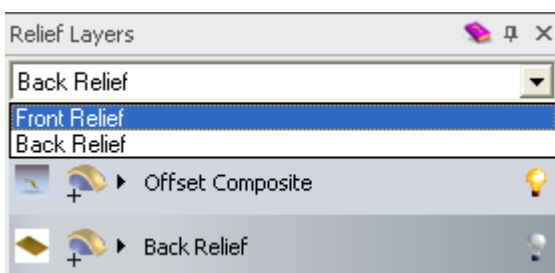 Relief Layers
Back Relief
Front Relief
Back Relief
Offset Composite
Back Relief